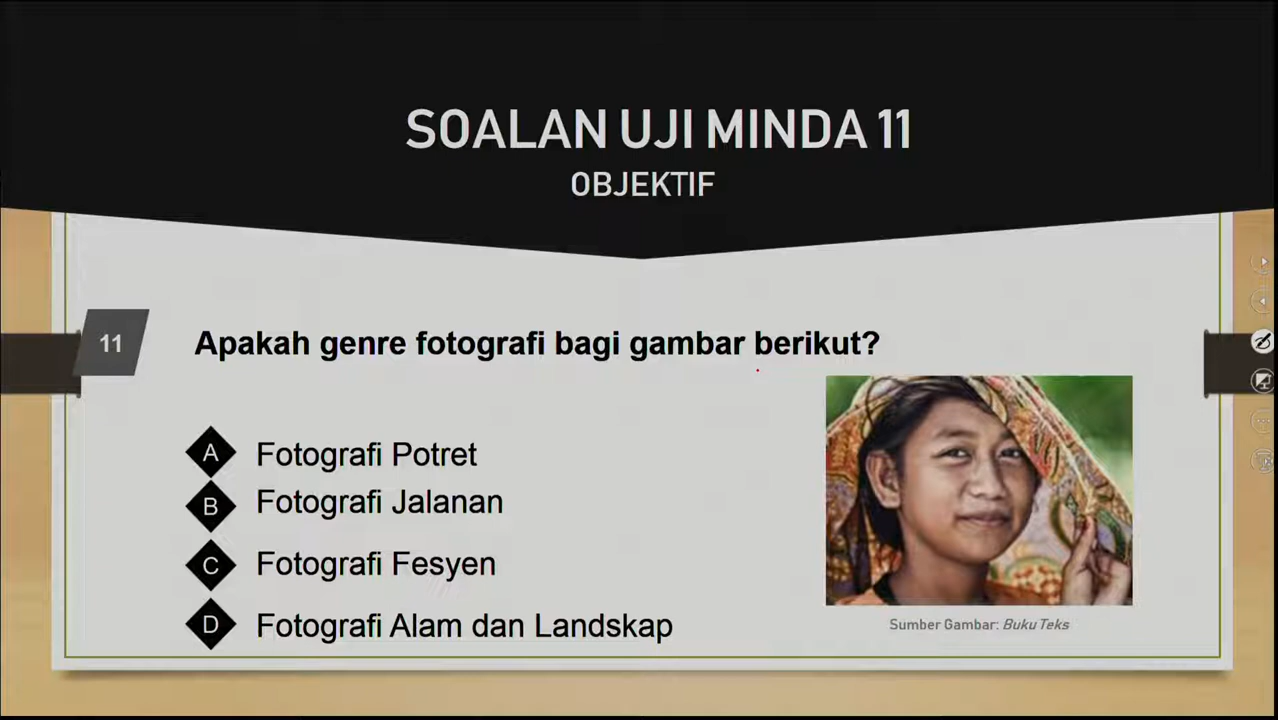 SOALAN UJI MINDA 11
OBJEKTIF
11
Apakah genre fotografi bagi gambar berikut?
A Fotografi Potret
B Fotografi Jalanan
C Fotografi Fesyen
D Fotografi Alam dan Landskap
Sumber Gambar: Buku Teks